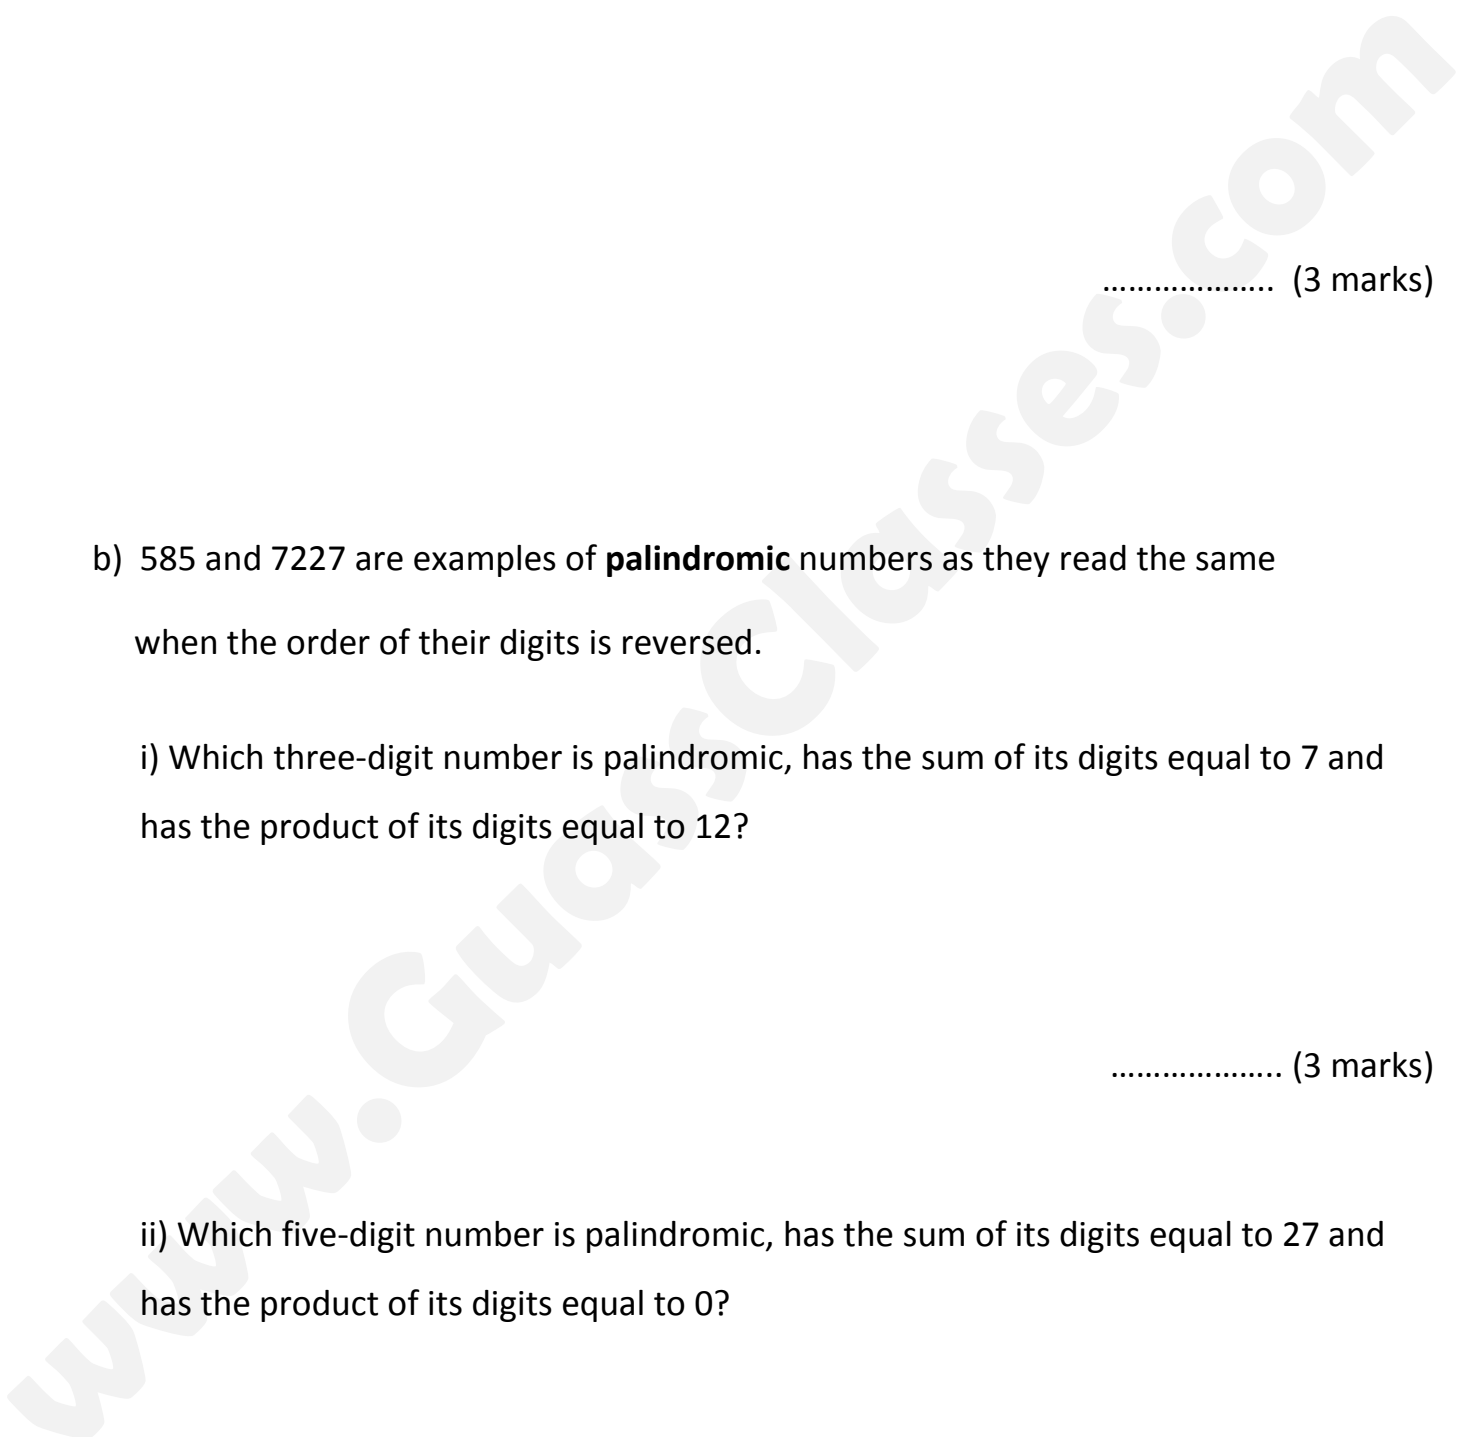 ……………….. (3 marks)
b) 585 and 7227 are examples of palindromic numbers as they read the same
when the order of their digits is reversed.
i) Which three-digit number is palindromic, has the sum of its digits equal to 7 and
has the product of its digits equal to 12?
……………….. (3 marks)
ii) Which five-digit number is palindromic, has the sum of its digits equal to 27 and
has the product of its digits equal to 0?
www.GuassClasses.com